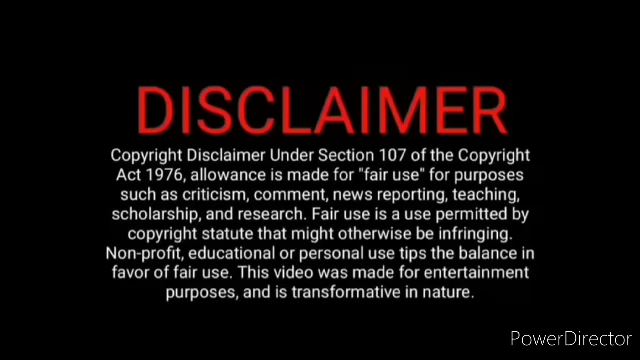 DISCLAIMER
Copyright Disclaimer Under Section 107 of the Copyright
Act 1976, allowance is made for "fair use" for purposes
such as criticism, comment, news reporting, teaching,
scholarship, and research. Fair use is a use permitted by
copyright statute that might otherwise be infringing.
Non-profit, educational or personal use tips the balance in
favor of fair use. This video was made for entertainment
purposes, and is transformative in nature.
PowerDirector